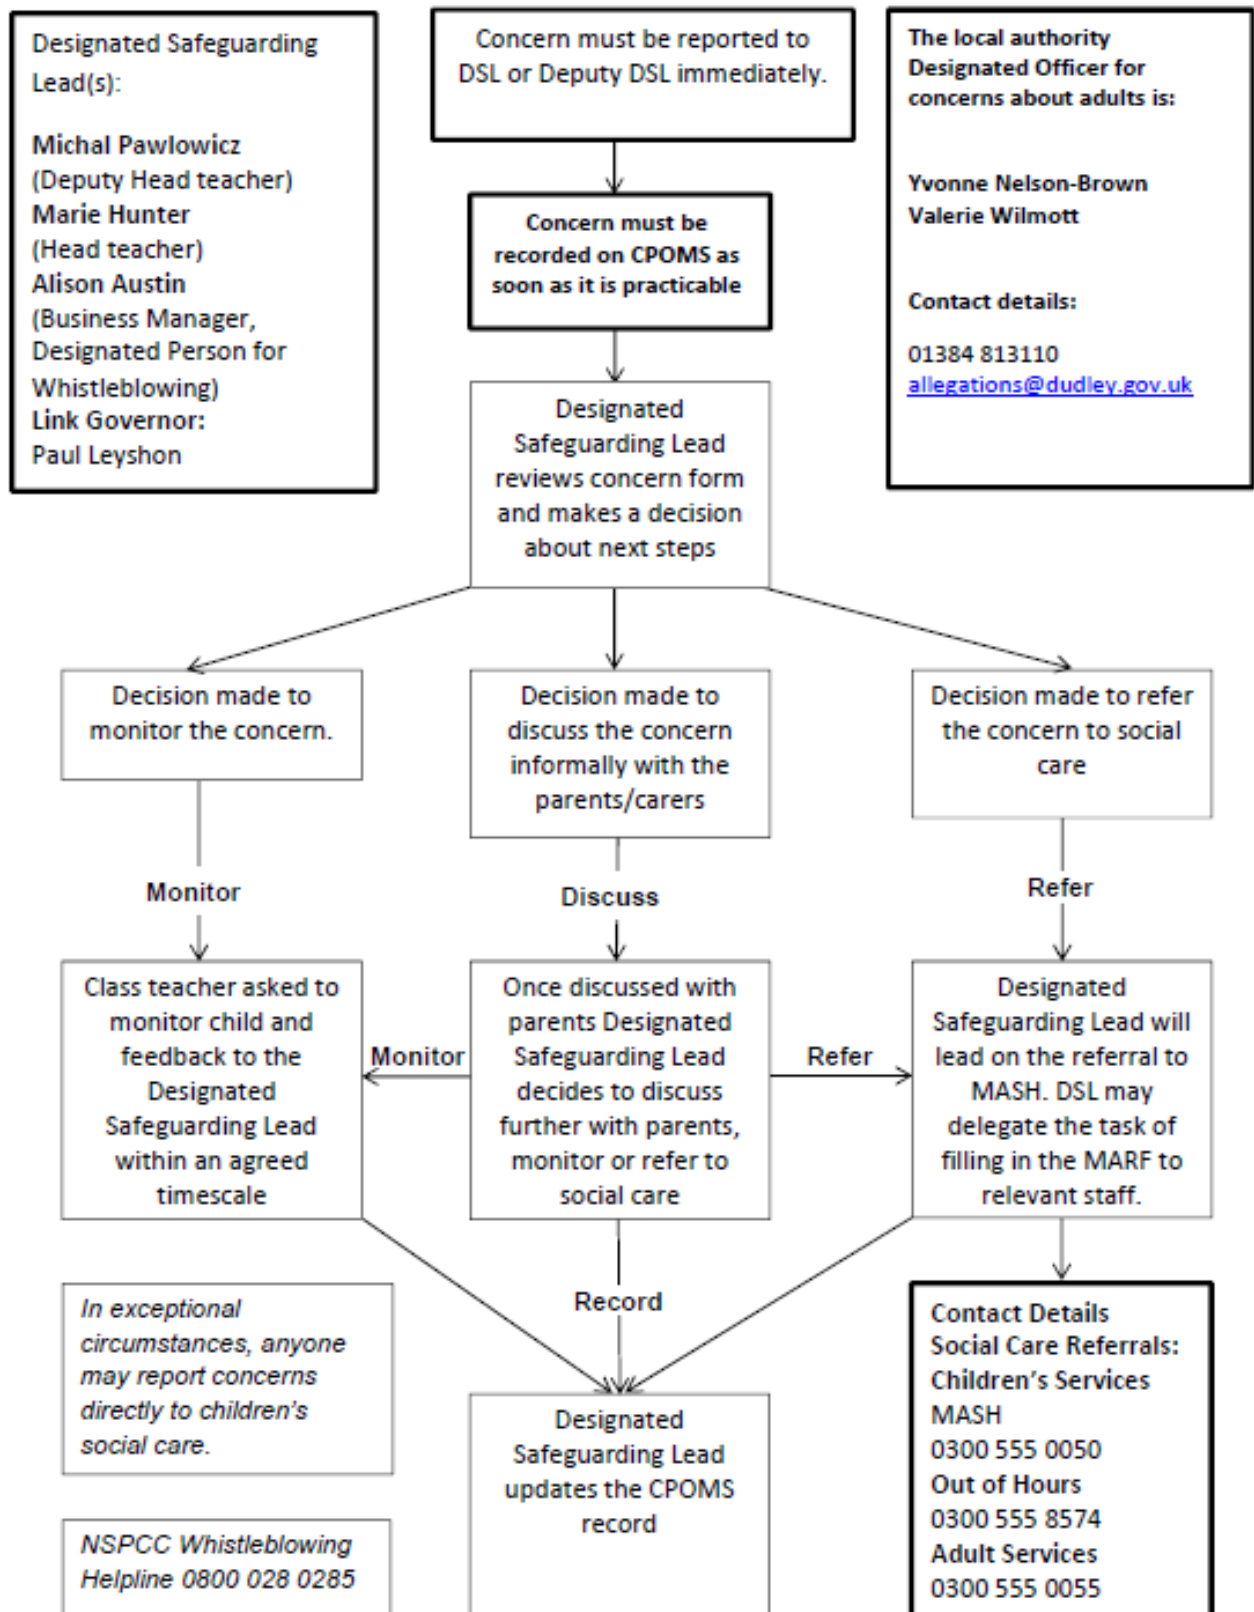 Designated Safeguarding
Lead(s):
Michal Pawlowicz
(Deputy Head teacher)
Marie Hunter
(Head teacher)
Alison Austin
(Business Manager,
Designated Person for
Whistleblowing)
Link Governor:
Paul Leyshon
Concern must be reported to
DSL or Deputy DSL immediately.
The local authority
Designated Officer for
concerns about adults is:
Yvonne Nelson-Brown
Valerie Wilmott
Contact details:
01384 813110
allegations@dudley.gov.uk
Concern must be
recorded on CPOMS as
soon as it is practicable
Designated
Safeguarding Lead
reviews concern form
and makes a decision
about next steps
Decision made to
monitor the concern.
Decision made to
discuss the concern
informally with the
parents/carers
Decision made to refer
the concern to social
care
Monitor
Discuss
Refer
Class teacher asked to
monitor child and
feedback to the
Designated
Safeguarding Lead
within an agreed
timescale
Monitor
Once discussed with
parents Designated
Safeguarding Lead
decides to discuss
further with parents,
monitor or refer to
social care
Refer
Designated
Safeguarding Lead will
lead on the referral to
MASH. DSL may
delegate the task of
filling in the MARF to
relevant staff.
Record
In exceptional
circumstances, anyone
may report concerns
directly to children's
social care.
NSPCC Whistleblowing
Helpline 0800 028 0285
Designated
Safeguarding Lead
updates the CPOMS
record
Contact Details
Social Care Referrals:
Children's Services
MASH
0300 555 0050
Out of Hours
0300 555 8574
Adult Services
0300 555 0055